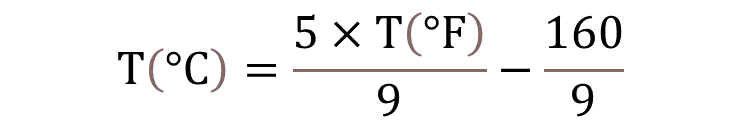 T(°C) = 5 × T(°F) / 9 − 160 / 9